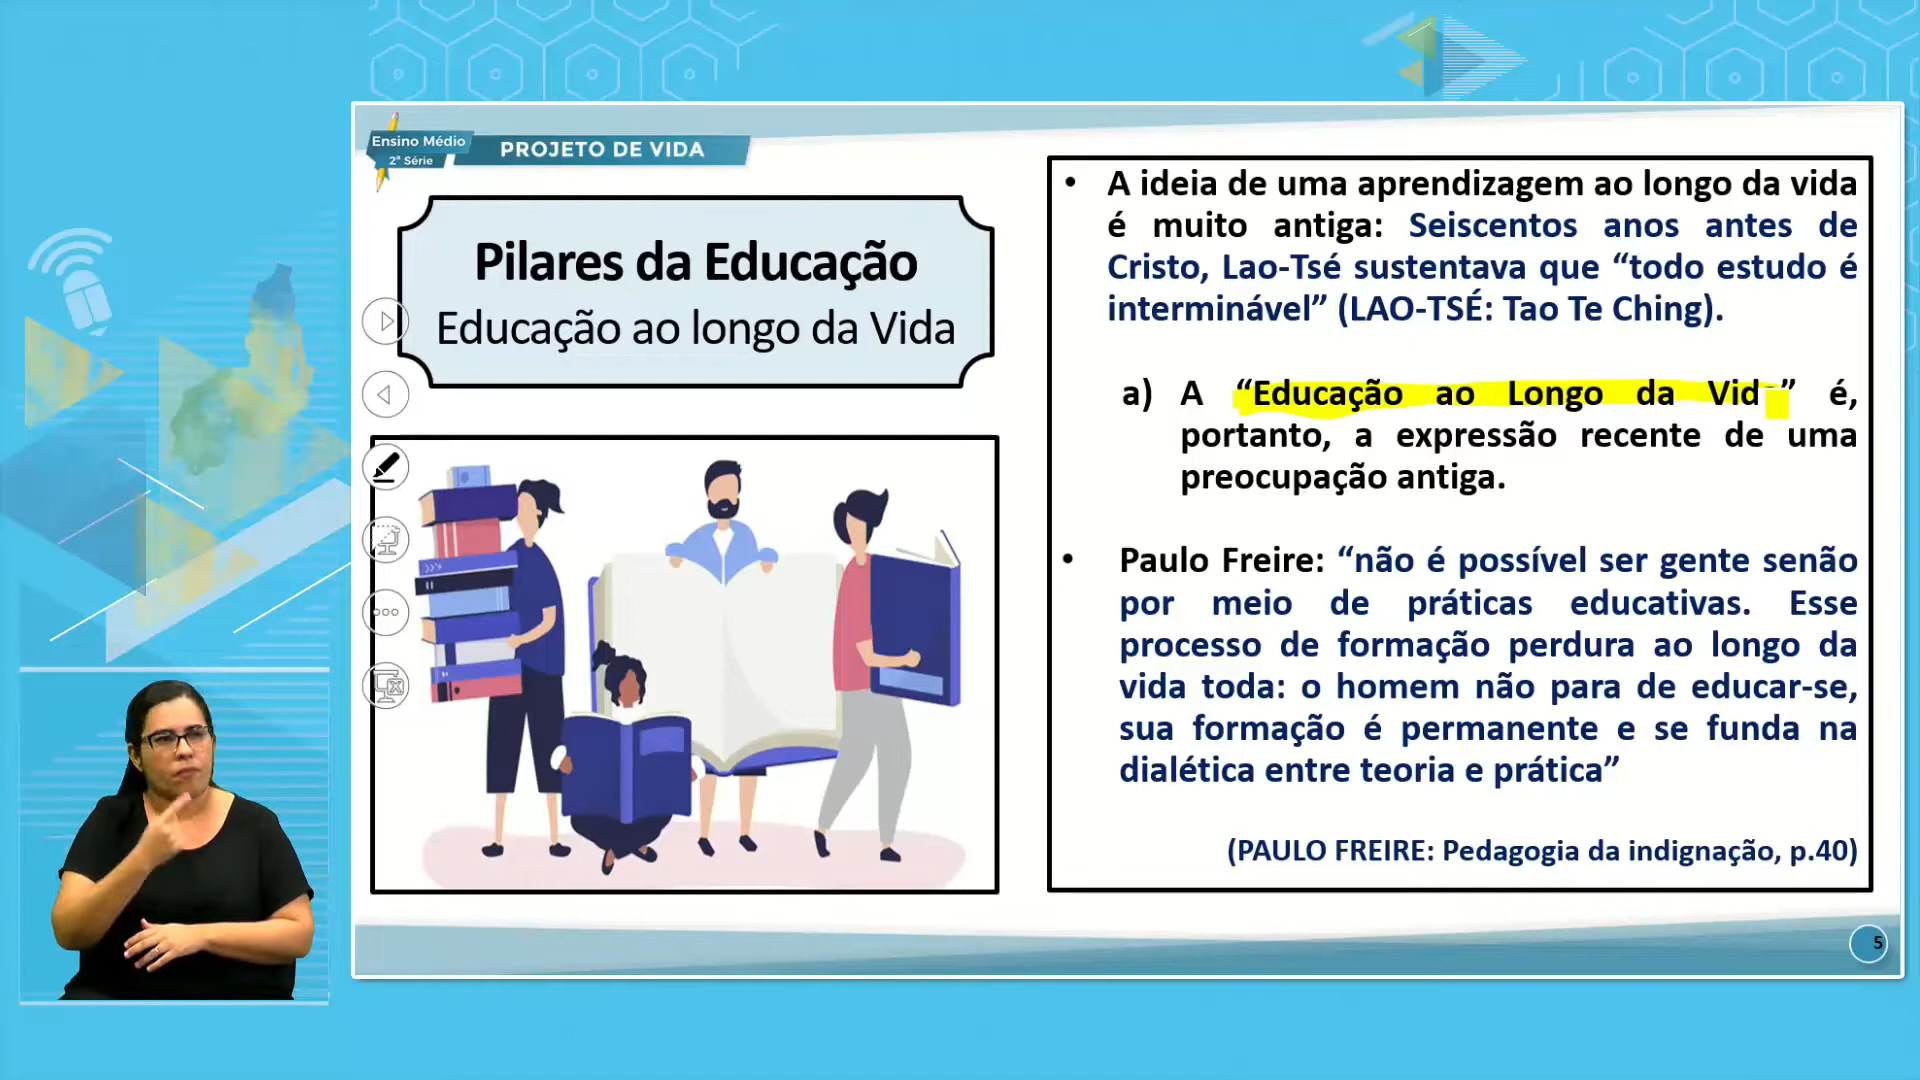 Ensino Médio
2ª Série
PROJETO DE VIDA
Pilares da Educação
Educação ao longo da Vida
• A ideia de uma aprendizagem ao longo da vida
é muito antiga: Seiscentos anos antes de
Cristo, Lao-Tsé sustentava que “todo estudo é
interminável” (LAO-TSÉ: Tao Te Ching).
a) A “Educação ao Longo da Vid ” é,
portanto, a expressão recente de uma
preocupação antiga.
• Paulo Freire: “não é possível ser gente senão
por meio de práticas educativas. Esse
processo de formação perdura ao longo da
vida toda: o homem não para de educar-se,
sua formação é permanente e se funda na
dialética entre teoria e prática”
(PAULO FREIRE: Pedagogia da indignação, p.40)
5